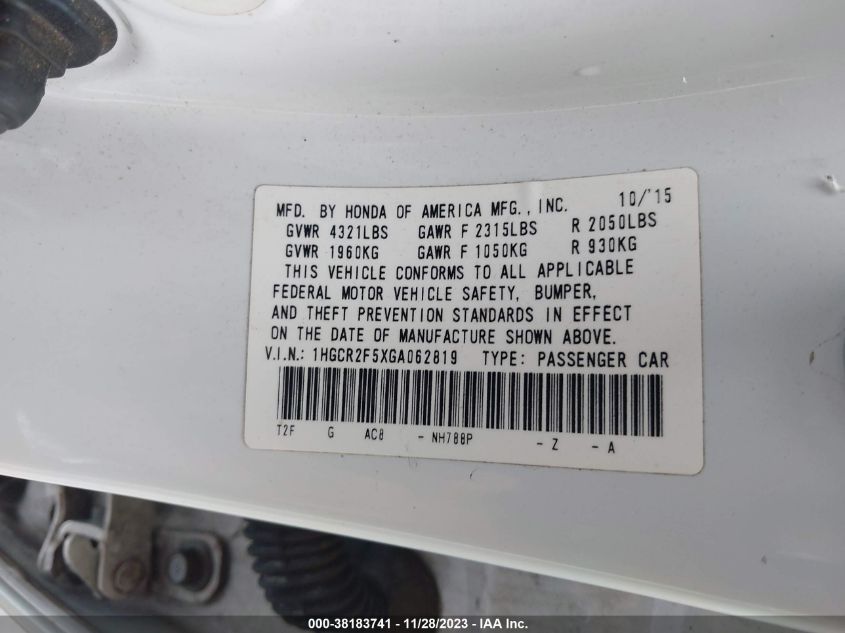 MFD. BY HONDA OF AMERICA MFG., INC. 10/'15
GVWR 4321LBS GAWR F 2315LBS R 2050LBS
GVWR 1960KG GAWR F 1050KG R 930KG
THIS VEHICLE CONFORMS TO ALL APPLICABLE
FEDERAL MOTOR VEHICLE SAFETY, BUMPER,
AND THEFT PREVENTION STANDARDS IN EFFECT
ON THE DATE OF MANUFACTURE SHOWN ABOVE.
V.I.N.: 1HGCR2F5XGA062819 TYPE: PASSENGER CAR
T2F G AC8 - NH788P - Z - A
000-38183741 - 11/28/2023 - IAA Inc.